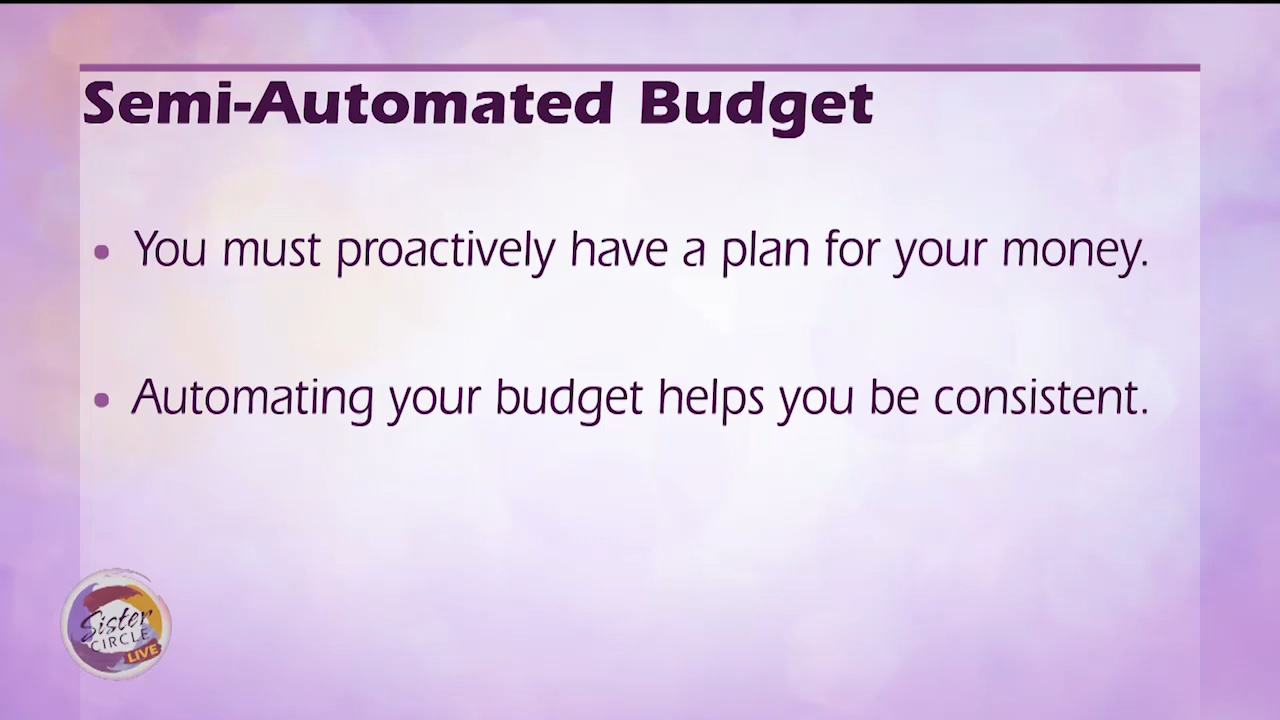 Semi-Automated Budget
• You must proactively have a plan for your money.
• Automating your budget helps you be consistent.
Sister
CIRCLE
LIVE